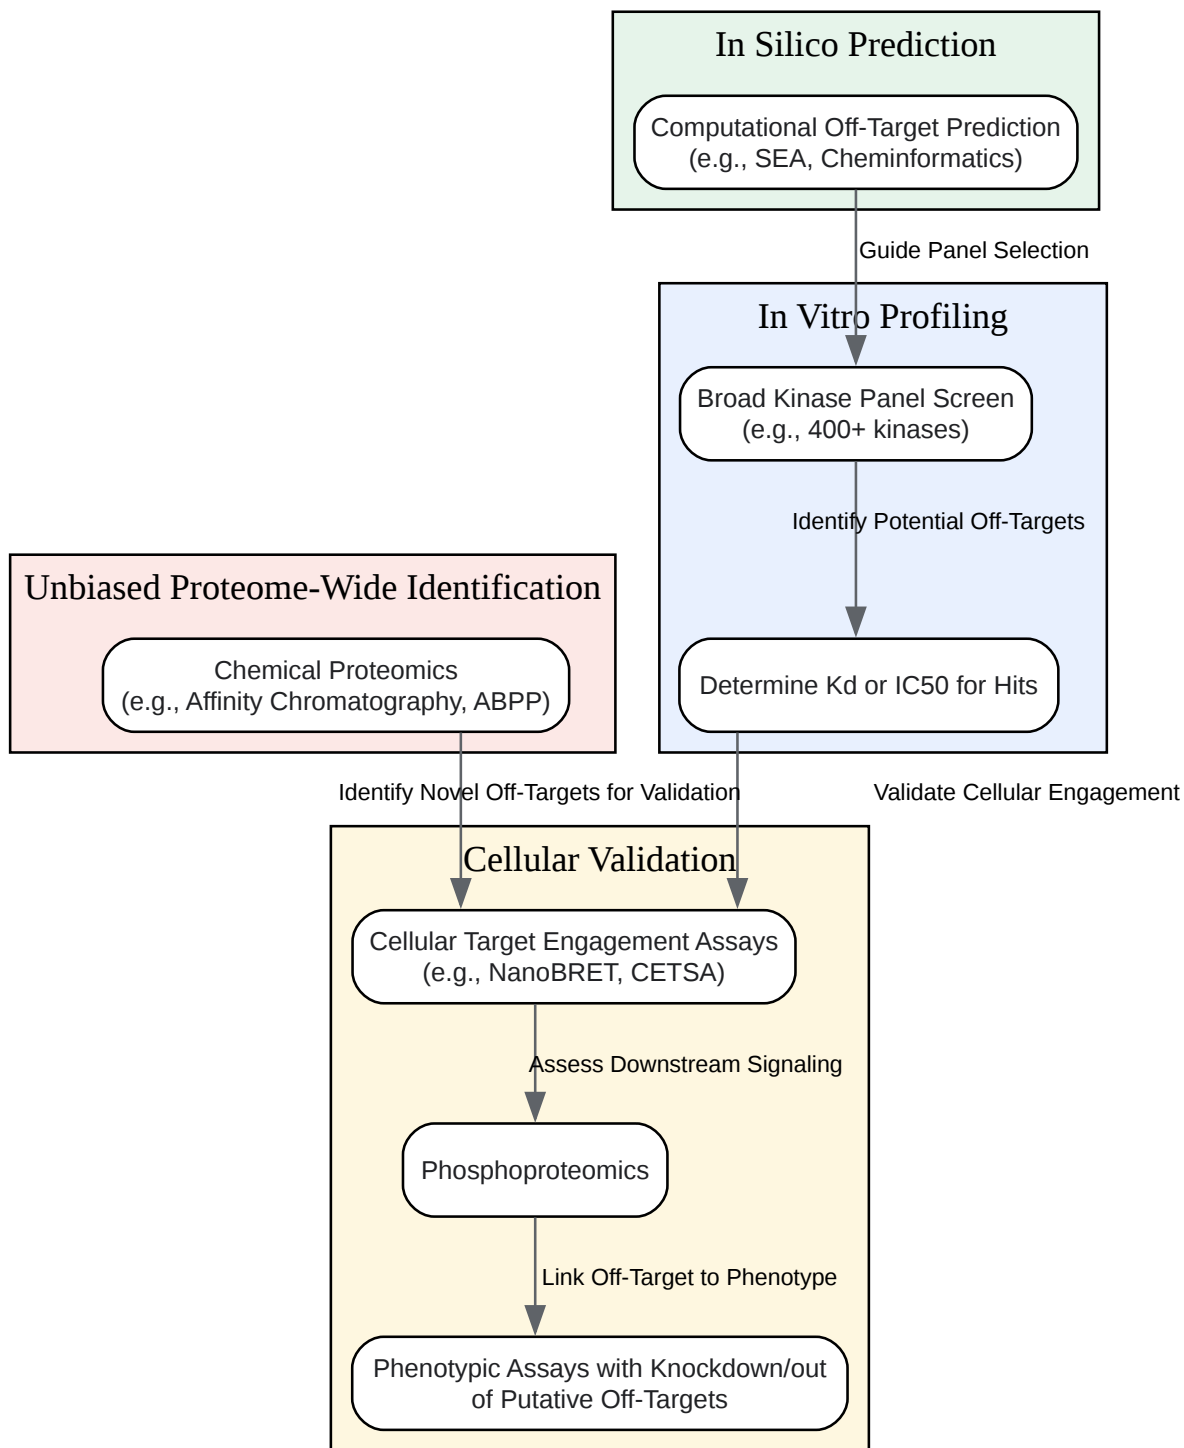 In Silico Prediction
Computational Off-Target Prediction
(e.g., SEA, Cheminformatics)
Guide Panel Selection
In Vitro Profiling
Broad Kinase Panel Screen
(e.g., 400+ kinases)
Identify Potential Off-Targets
Unbiased Proteome-Wide Identification
Chemical Proteomics
(e.g., Affinity Chromatography, ABPP)
Determine Kd or IC50 for Hits
Identify Novel Off-Targets for Validation
Validate Cellular Engagement
Cellular Validation
Cellular Target Engagement Assays
(e.g., NanoBRET, CETSA)
Assess Downstream Signaling
Phosphoproteomics
Link Off-Target to Phenotype
Phenotypic Assays with Knockdown/out
of Putative Off-Targets